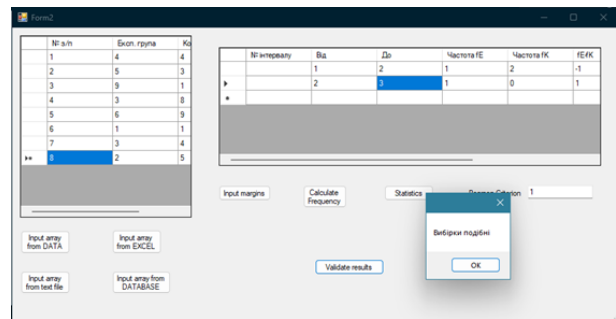 Form2
№ з/п Експ. група Ко
1 4 4
2 5 3
3 9 1
4 3 8
5 6 9
6 1 1
7 3 4
8 2 5
№ інтервалу Від До Частота fE Частота fK fE-fK
1 2 1 2 -1
2 3 1 0 1
Input margins
Calculate
Frequency
Statistics
Pearson Criterion 1
Вибірки подібні
OK
Input array
from DATA
Input array
from EXCEL
Validate results
Input array
from text file
Input array from
DATABASE